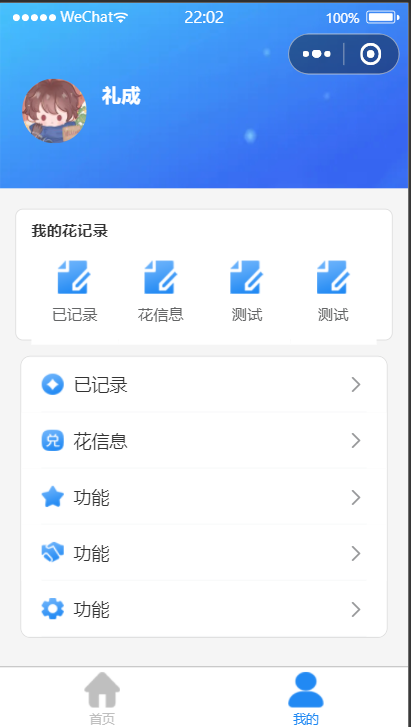 WeChat 22:02 100%
礼成
我的花记录
已记录 花信息 测试 测试
已记录
兑 花信息
功能
功能
功能
首页 我的